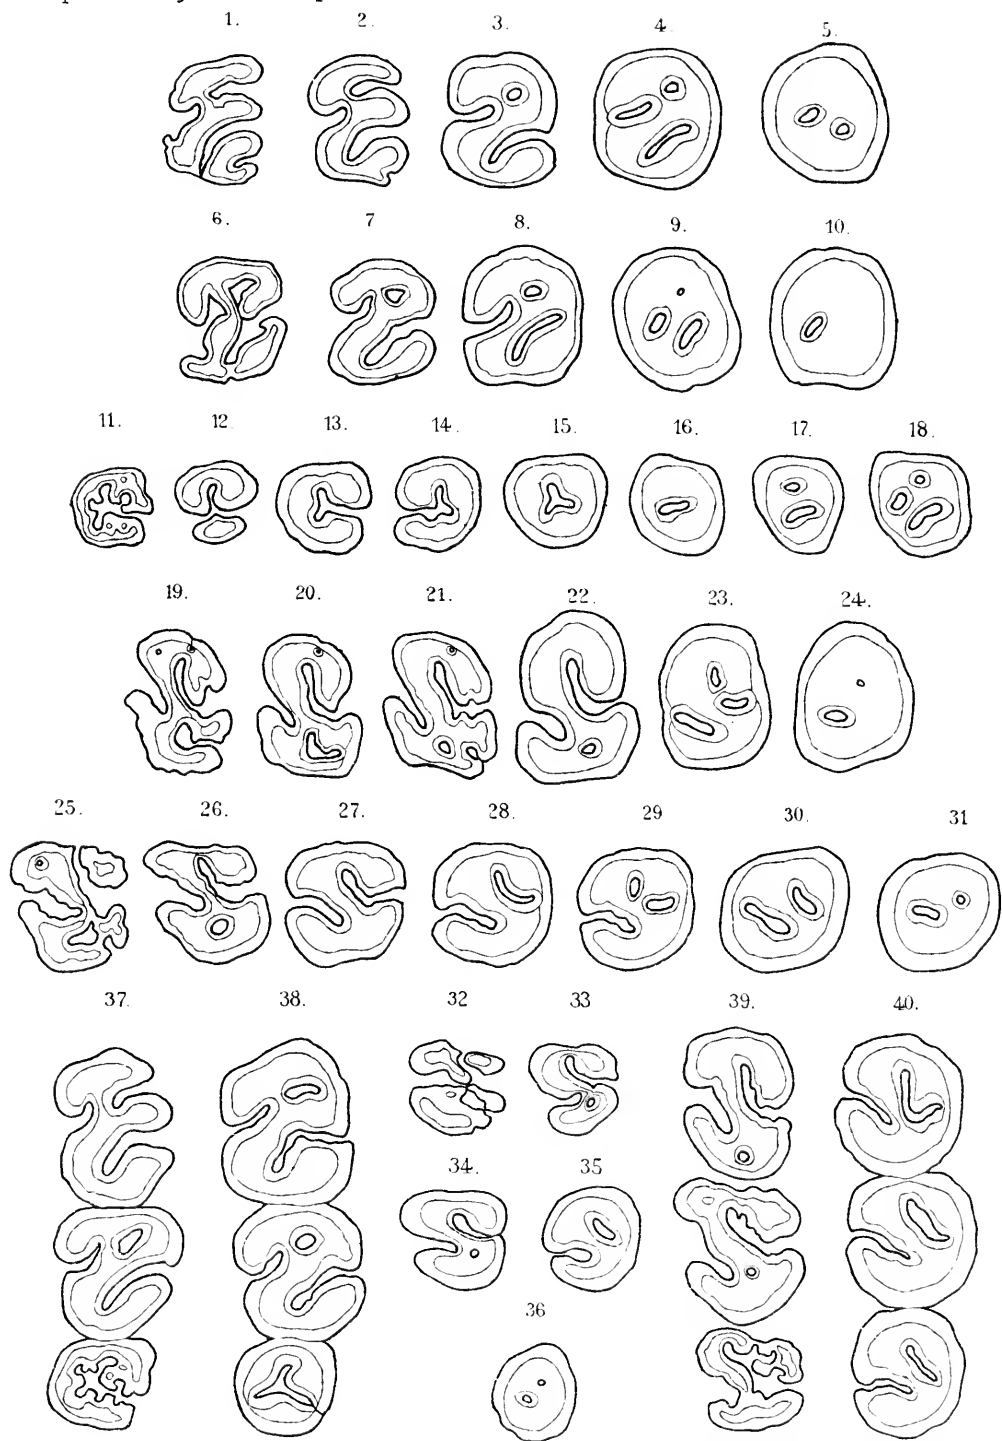 1. 2. 3. 4. 5.
6. 7 8. 9. 10.
11. 12. 13. 14. 15. 16. 17. 18.
19. 20. 21. 22. 23. 24.
25. 26. 27. 28. 29 30. 31
37. 38. 32 33 39. 40.
34. 35
36